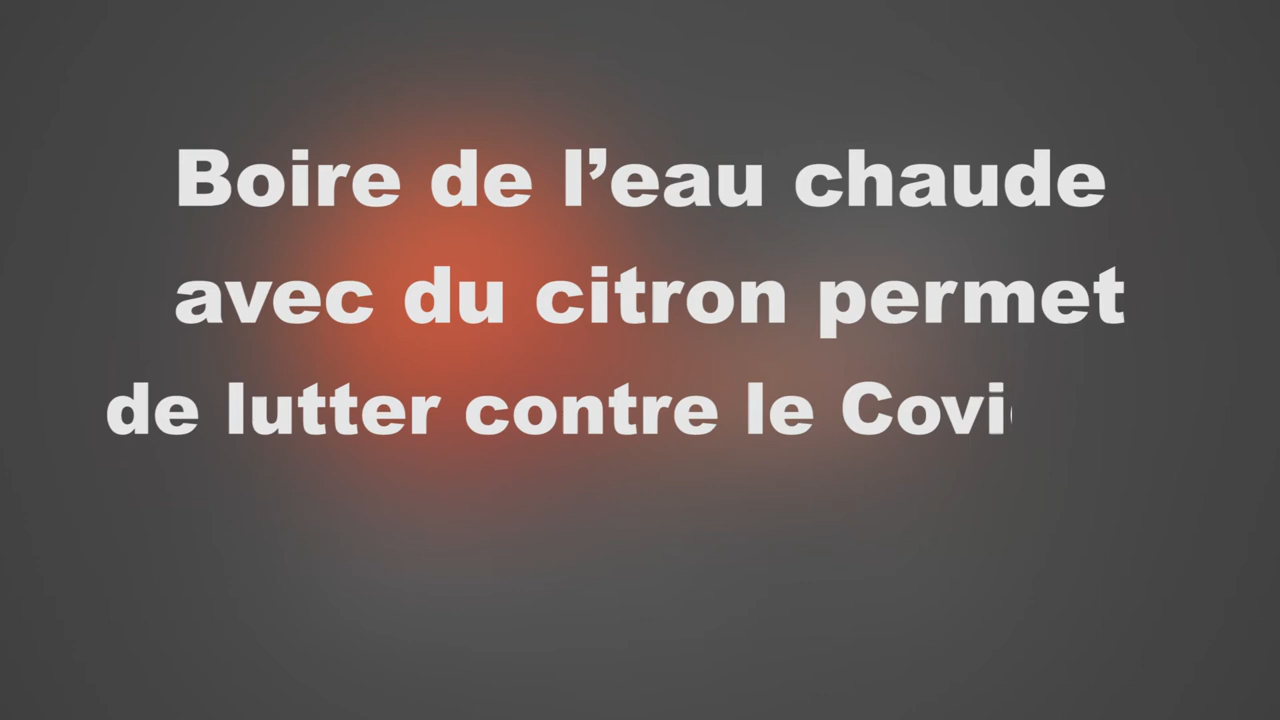 Boire de l’eau chaude
avec du citron permet
de lutter contre le Covi